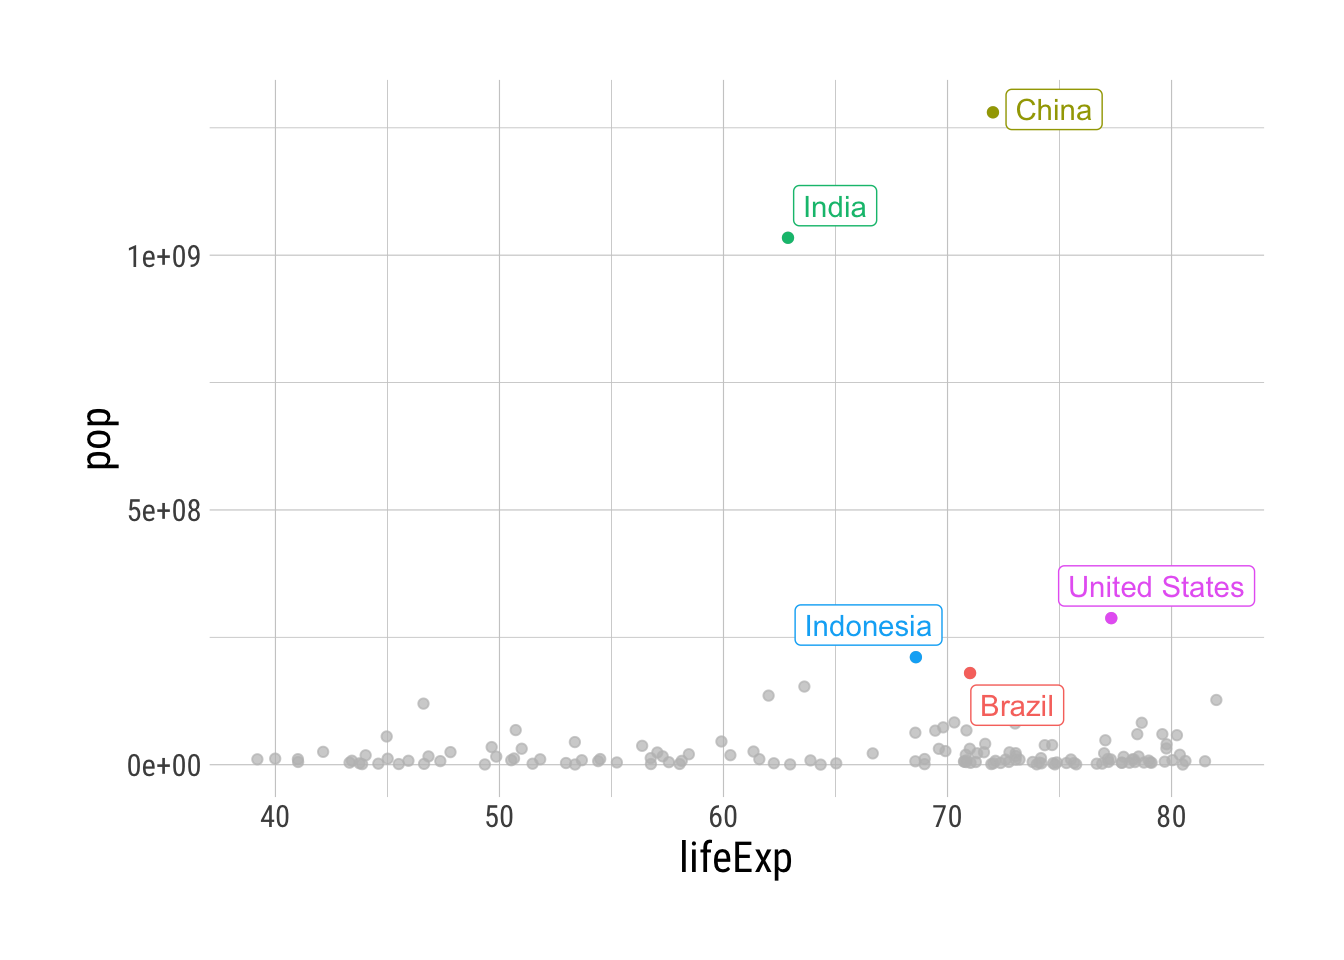 China
India
1e+09
pop
5e+08
United States
Indonesia
Brazil
0e+00
40 50 60 70 80
lifeExp